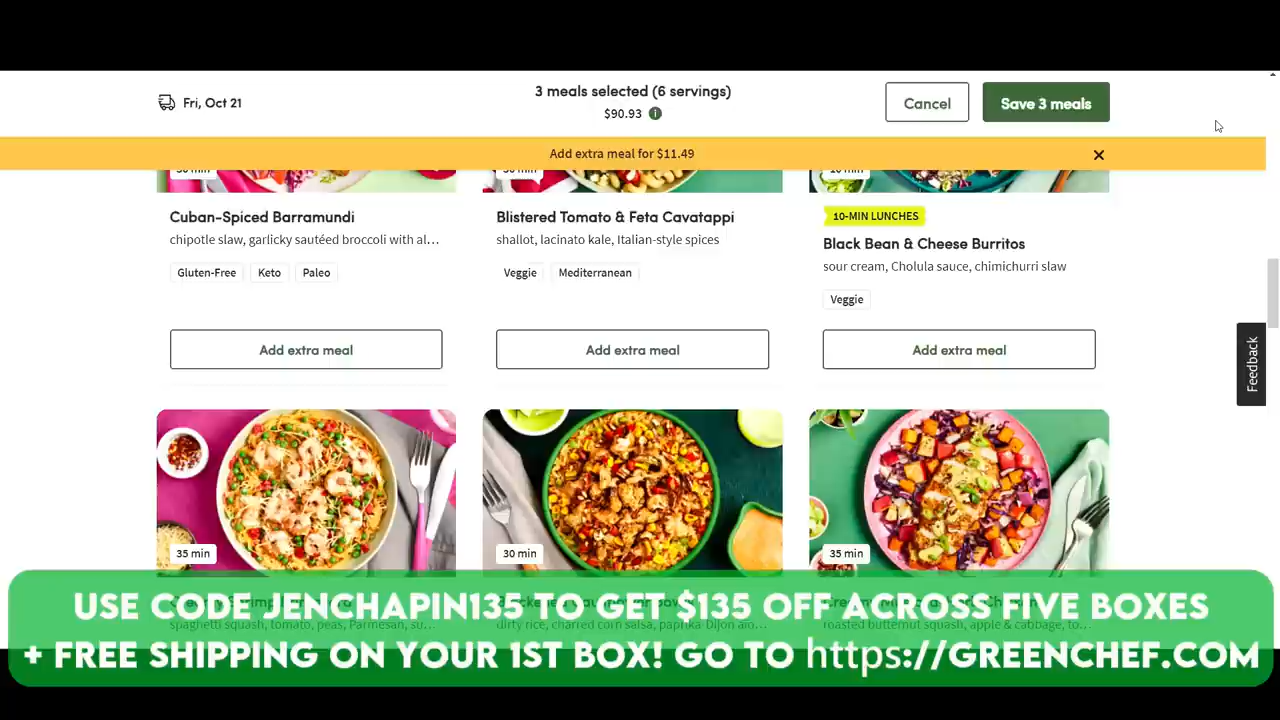 Fri, Oct 21
3 meals selected (6 servings)
$90.93
Cancel
Save 3 meals
Add extra meal for $11.49
Cuban-Spiced Barramundi
chipotle slaw, garlicky sautéed broccoli with al...
Gluten-Free Keto Paleo
Add extra meal
Blistered Tomato & Feta Cavatappi
shallot, lacinato kale, Italian-style spices
Veggie Mediterranean
Add extra meal
10-MIN LUNCHES
Black Bean & Cheese Burritos
sour cream, Cholula sauce, chimichurri slaw
Veggie
Add extra meal
Feedback
35 min
30 min
35 min
spaghetti squash, tomato, peas, Parmesan, su...
dirty rice, charred corn salsa, paprika Dijon aio...
roasted butternut squash, apple & cabbage, to...
USE CODE JENCHAPIN135 TO GET $135 OFF ACROSS FIVE BOXES
+ FREE SHIPPING ON YOUR 1ST BOX! GO TO https://GREENCHEF.COM